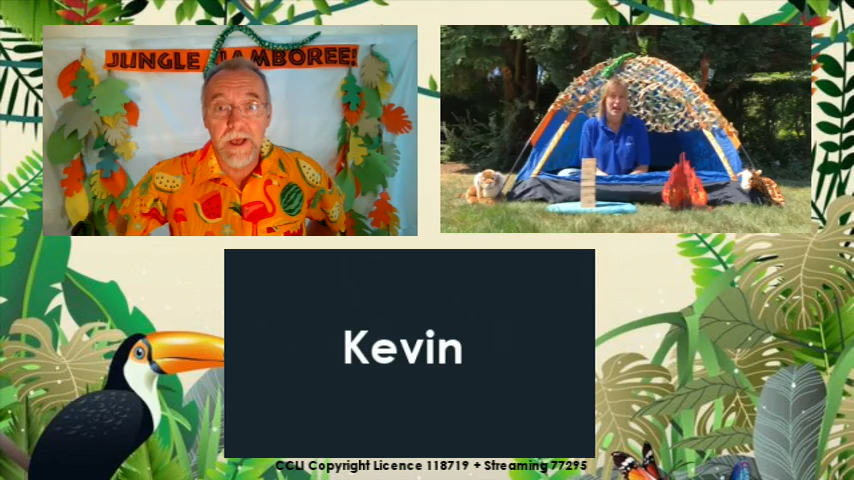 JUNGLE JAMBOREE!
Kevin
CCLI Copyright Licence 118719 + Streaming 77295